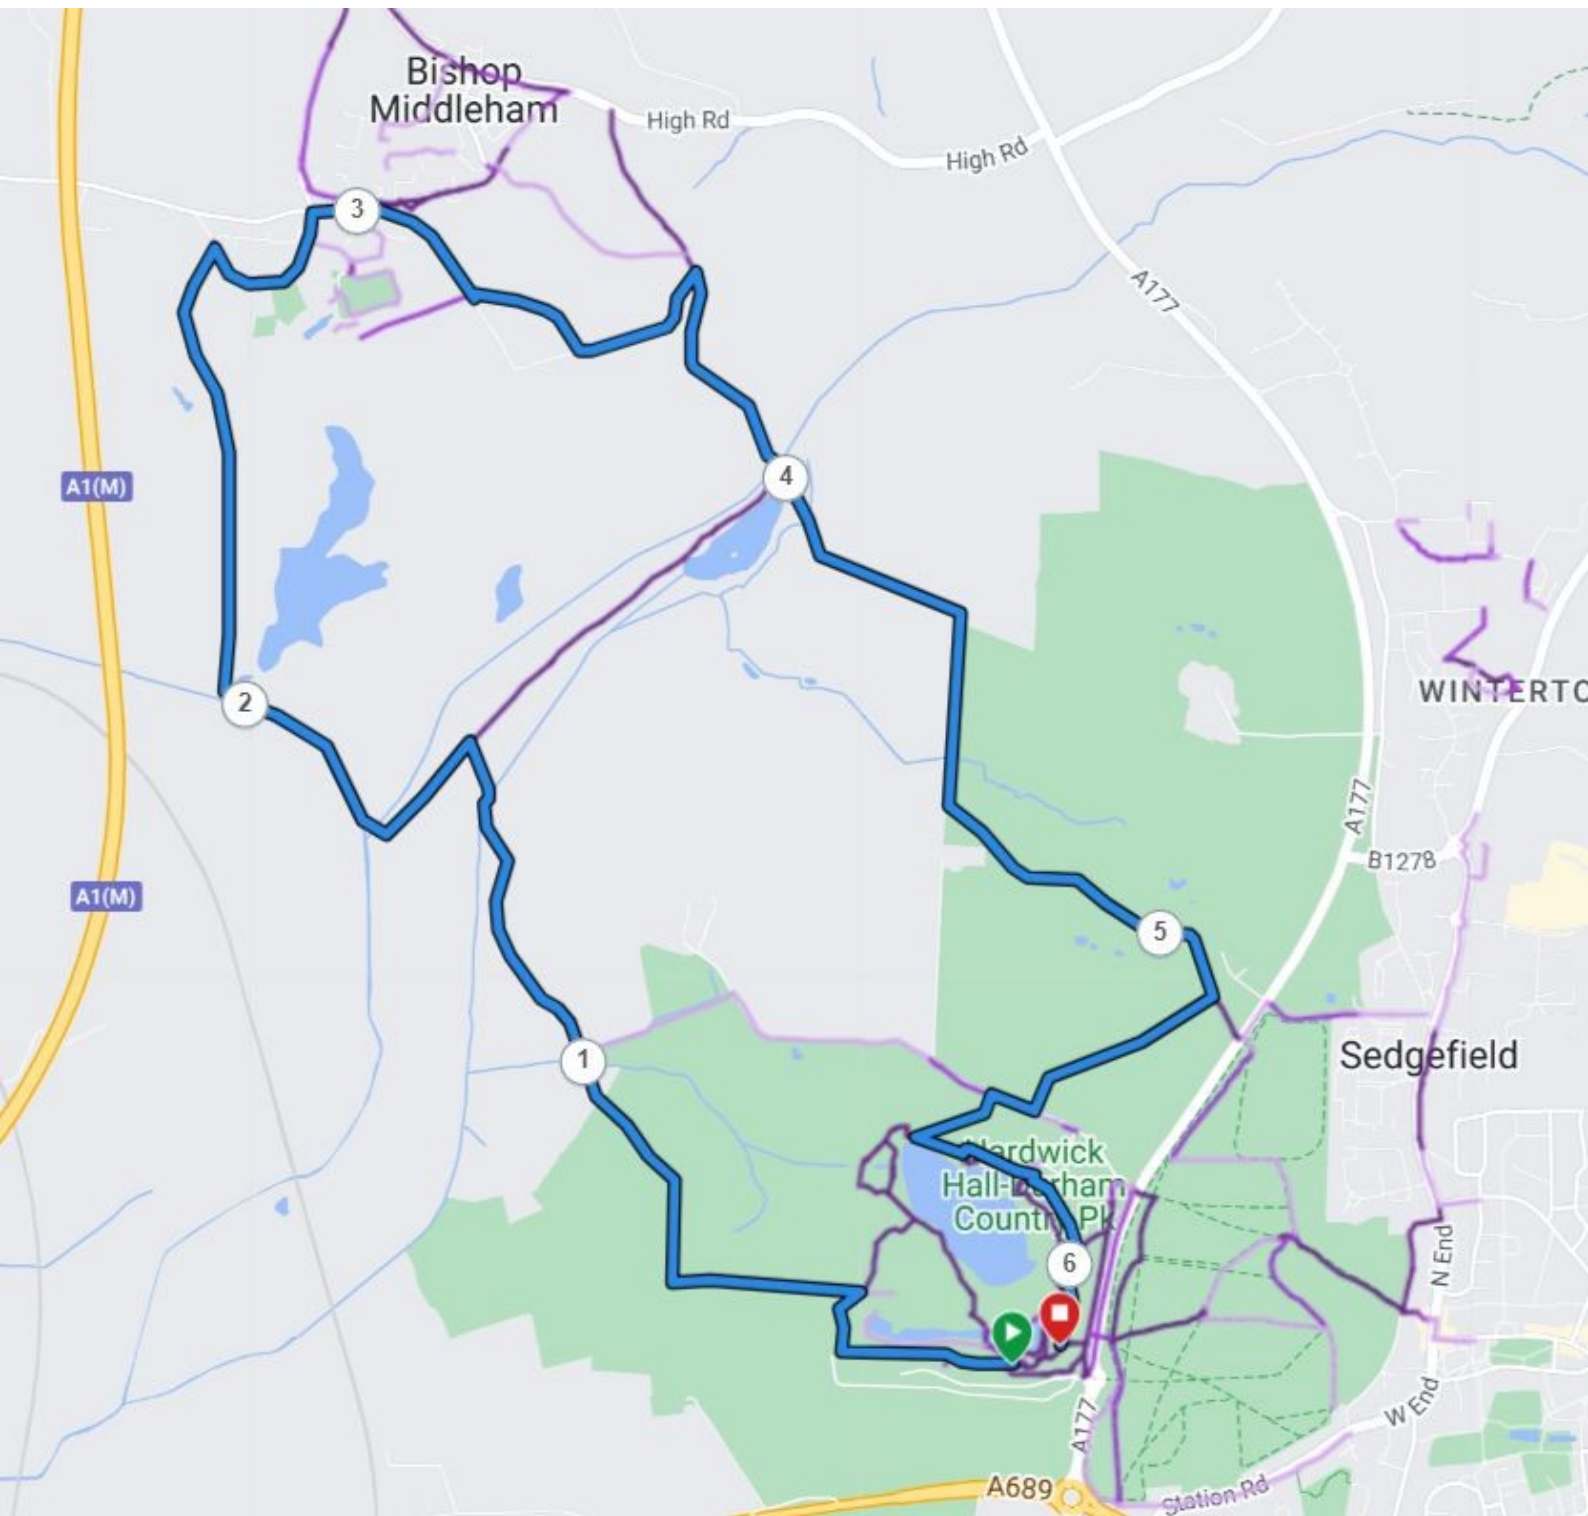 Bishop
Middleham
High Rd
High Rd
3
A177
4
A1(M)
WINTERTO
2
A177
B1278
A1(M)
5
Sedgefield
1
Hardwick
Hall-Durham
Country Pk
6
N End
W End
A177
A689
Station Rd